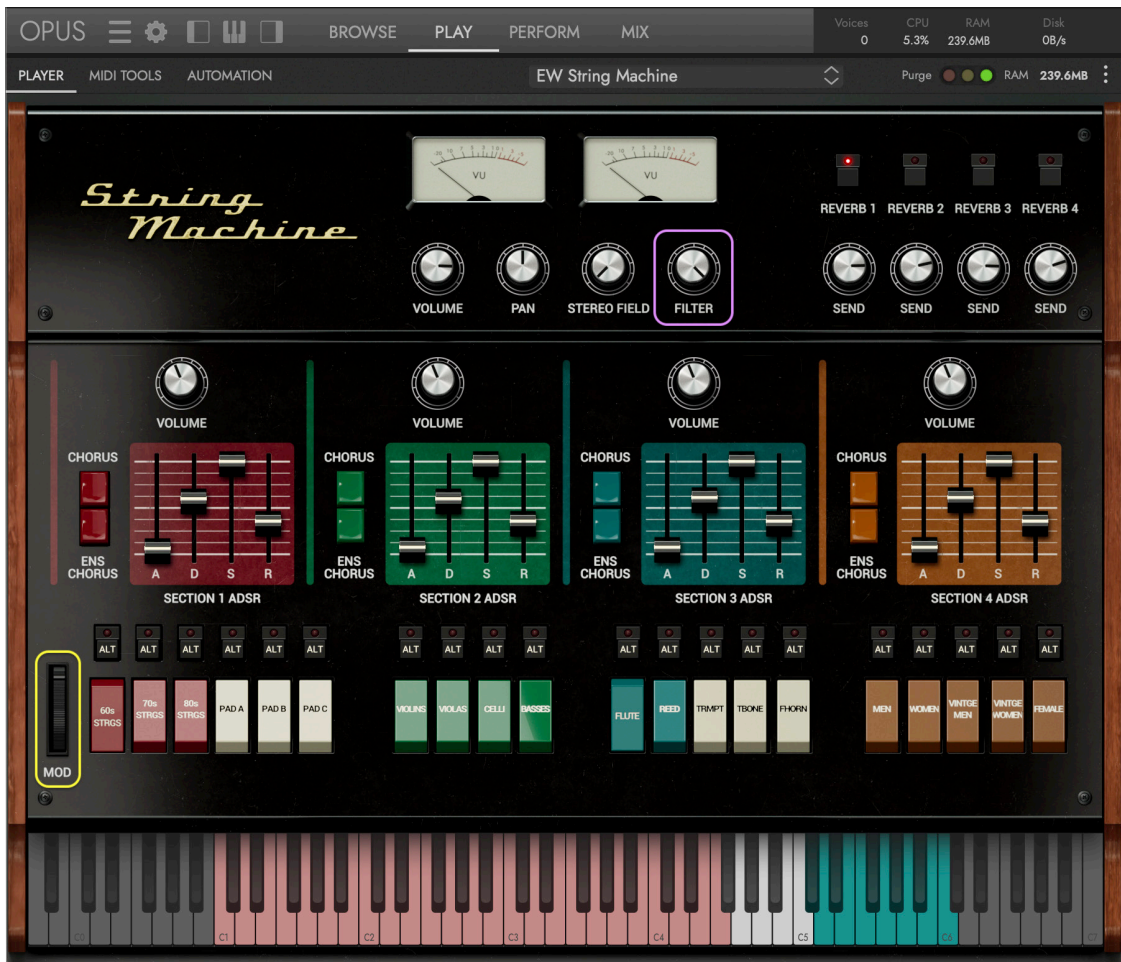 OPUS BROWSE PLAY PERFORM MIX Voices 0 CPU 5.3% RAM 239.6MB Disk 0B/s
PLAYER MIDI TOOLS AUTOMATION EW String Machine Purge RAM 239.6MB
String
Machine
VU VU
REVERB 1 REVERB 2 REVERB 3 REVERB 4
VOLUME PAN STEREO FIELD FILTER SEND SEND SEND SEND
VOLUME VOLUME VOLUME VOLUME
CHORUS CHORUS CHORUS CHORUS
ENS CHORUS A D S R ENS CHORUS A D S R ENS CHORUS A D S R ENS CHORUS A D S R
SECTION 1 ADSR SECTION 2 ADSR SECTION 3 ADSR SECTION 4 ADSR
ALT ALT ALT ALT ALT ALT ALT ALT ALT ALT ALT ALT ALT ALT ALT ALT ALT ALT ALT ALT
60s STRGS 70s STRGS 80s STRGS PAD A PAD B PAD C VIOLINS VIOLAS CELLI BASSES FLUTE REED TRMPT TBONE FHORN MEN WOMEN VINTGE MEN VINTGE WOMEN FEMALE
MOD
C0 C1 C2 C3 C4 C5 C6 C7